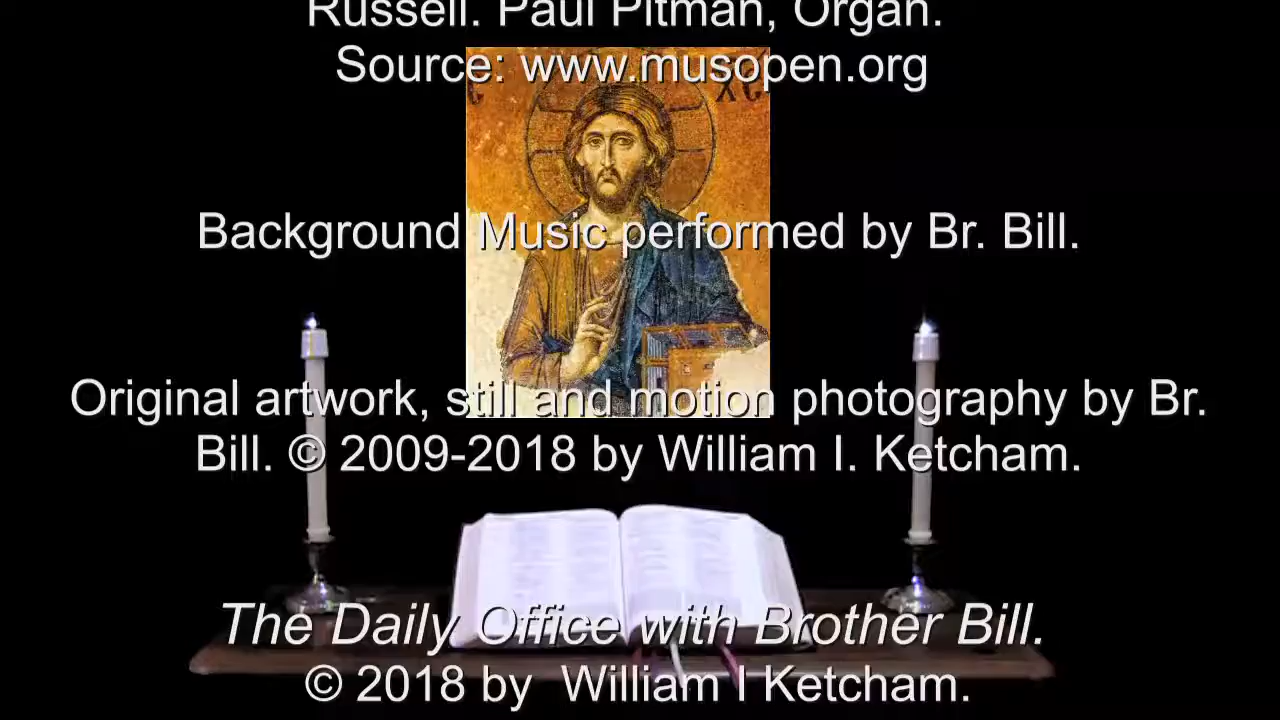 Russell. Paul Pitman, Organ.
Source: www.musopen.org
Background Music performed by Br. Bill.
Original artwork, still and motion photography by Br.
Bill. © 2009-2018 by William I. Ketcham.
The Daily Office with Brother Bill.
© 2018 by  William I Ketcham.